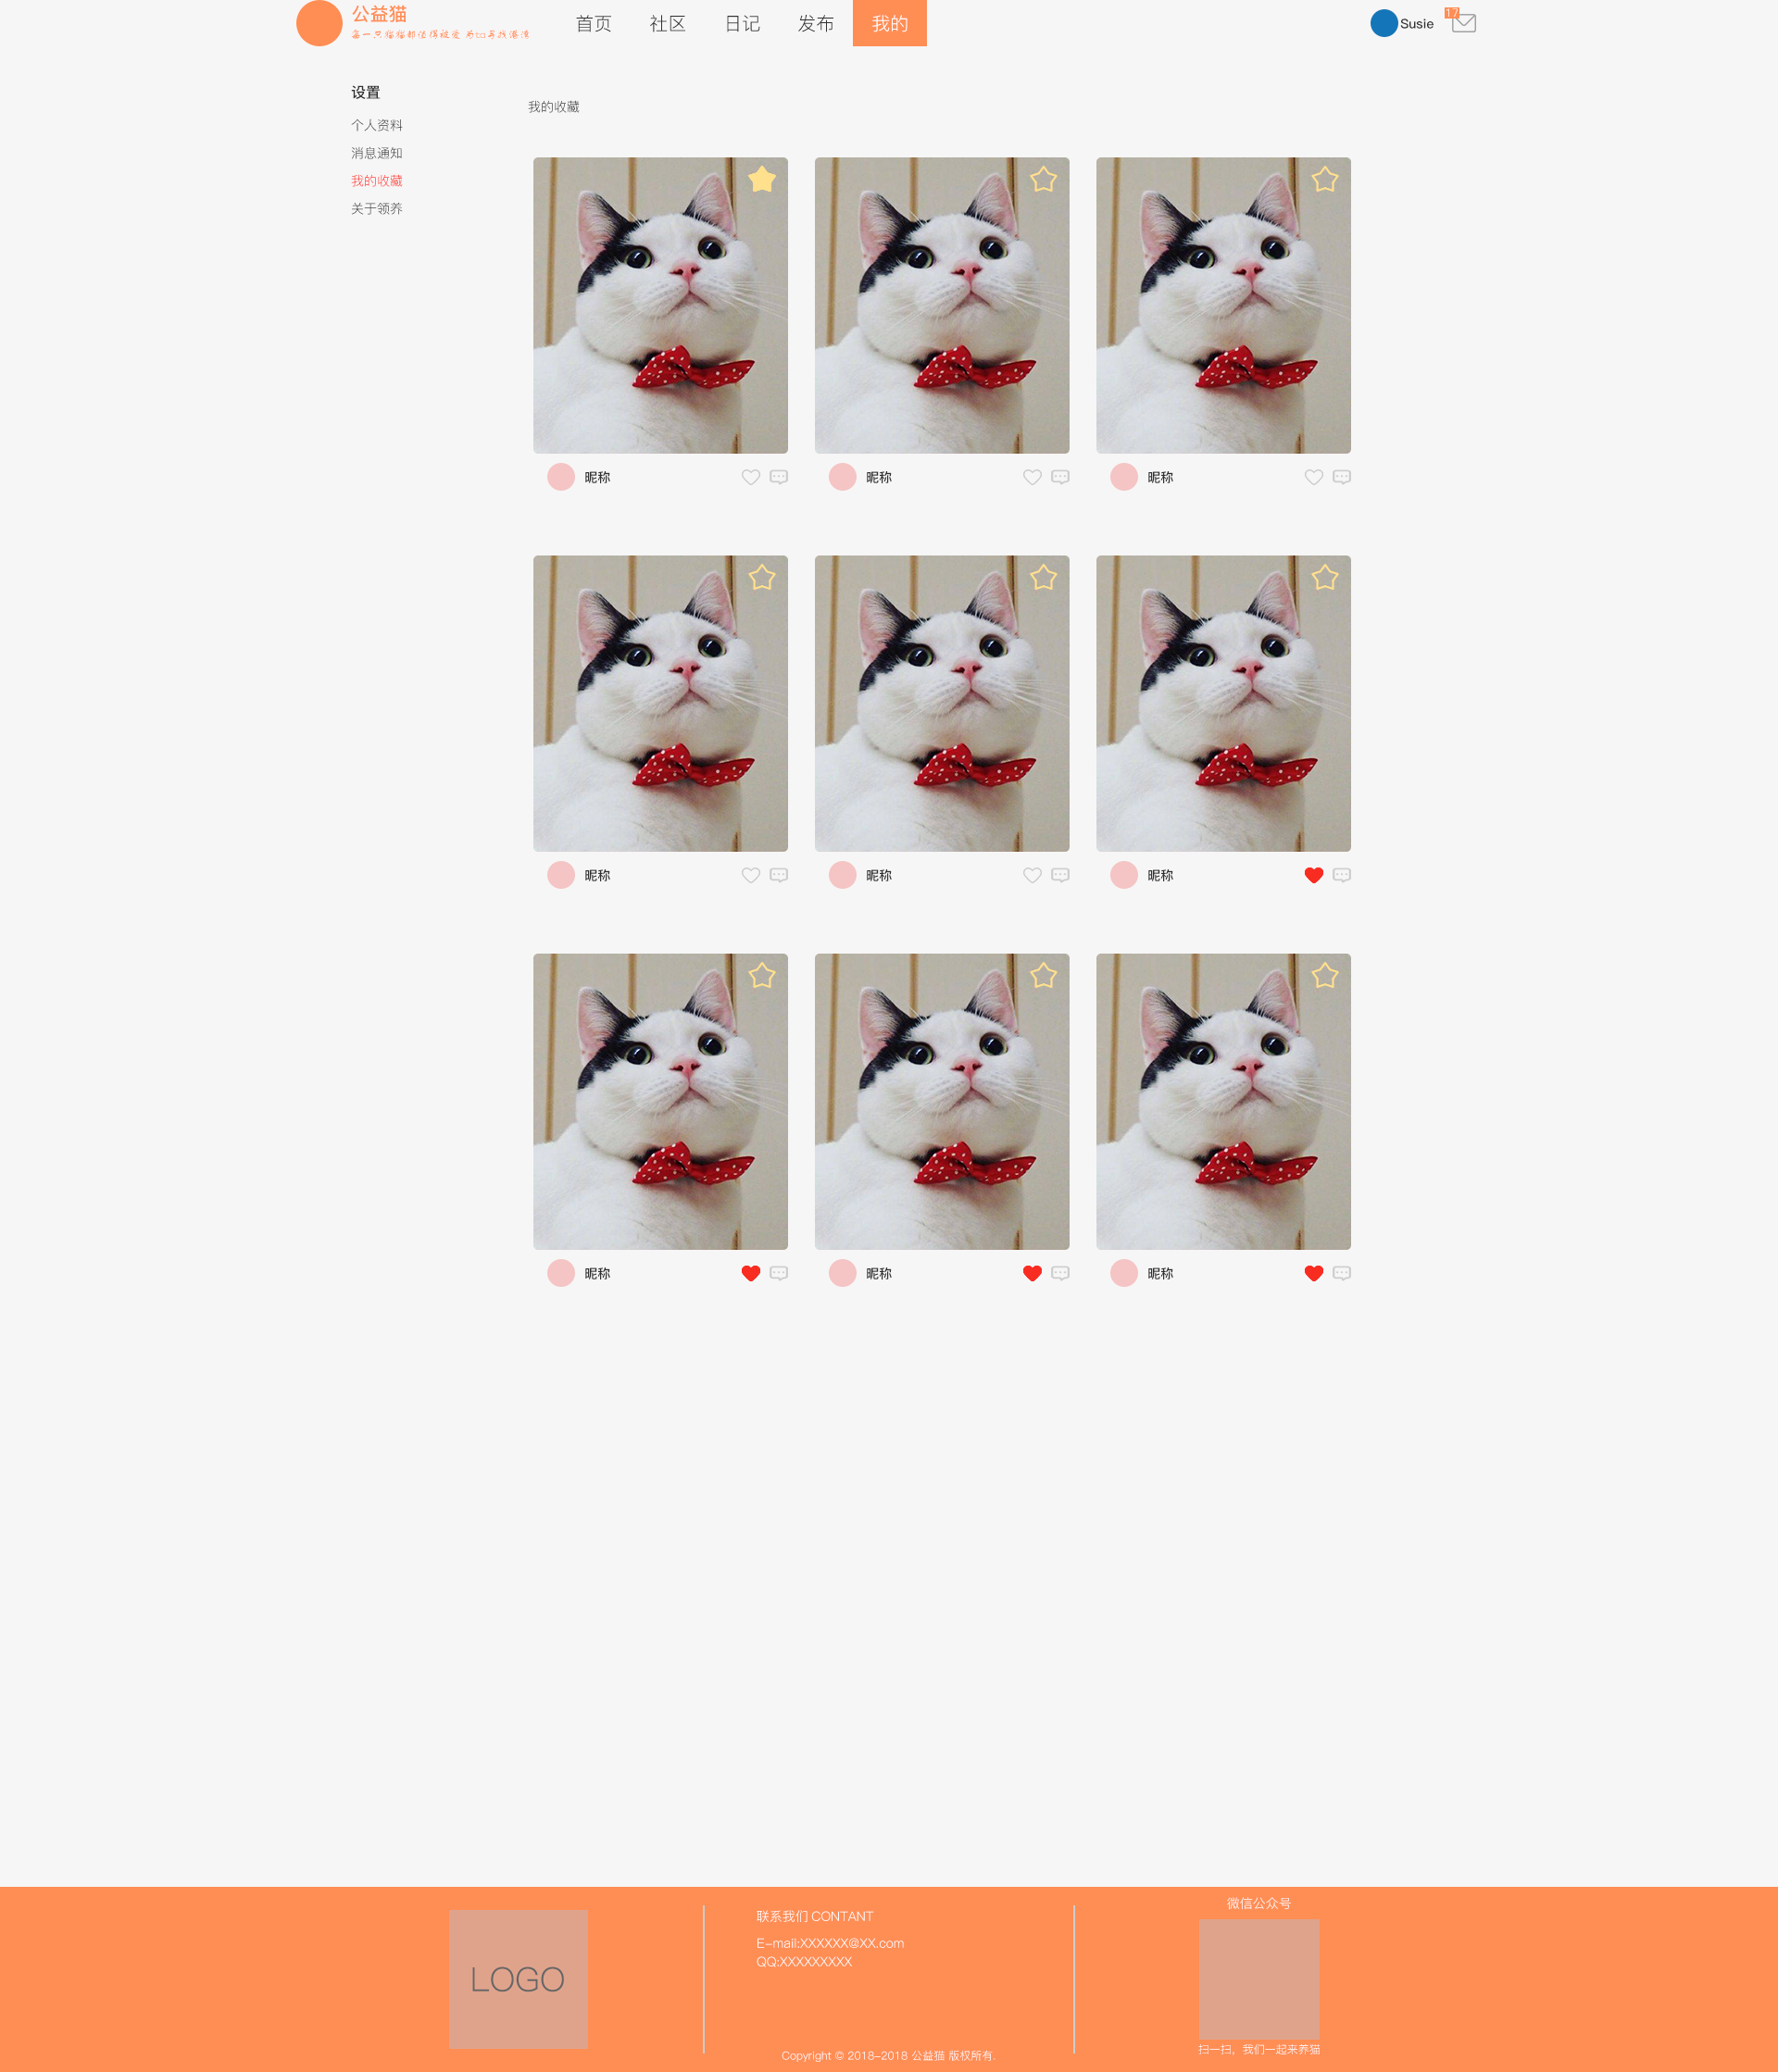 公益猫
每一只猫猫都值得被爱 为ta寻找港湾
首页
社区
日记
发布
我的
Susie
17
设置
个人资料
消息通知
我的收藏
关于领养
我的收藏
昵称
昵称
昵称
昵称
昵称
昵称
昵称
昵称
昵称
LOGO
联系我们 CONTANT
E-mail:XXXXXX@XX.com
QQ:XXXXXXXXX
Copyright © 2018-2018 公益猫 版权所有.
微信公众号
扫一扫，我们一起来养猫